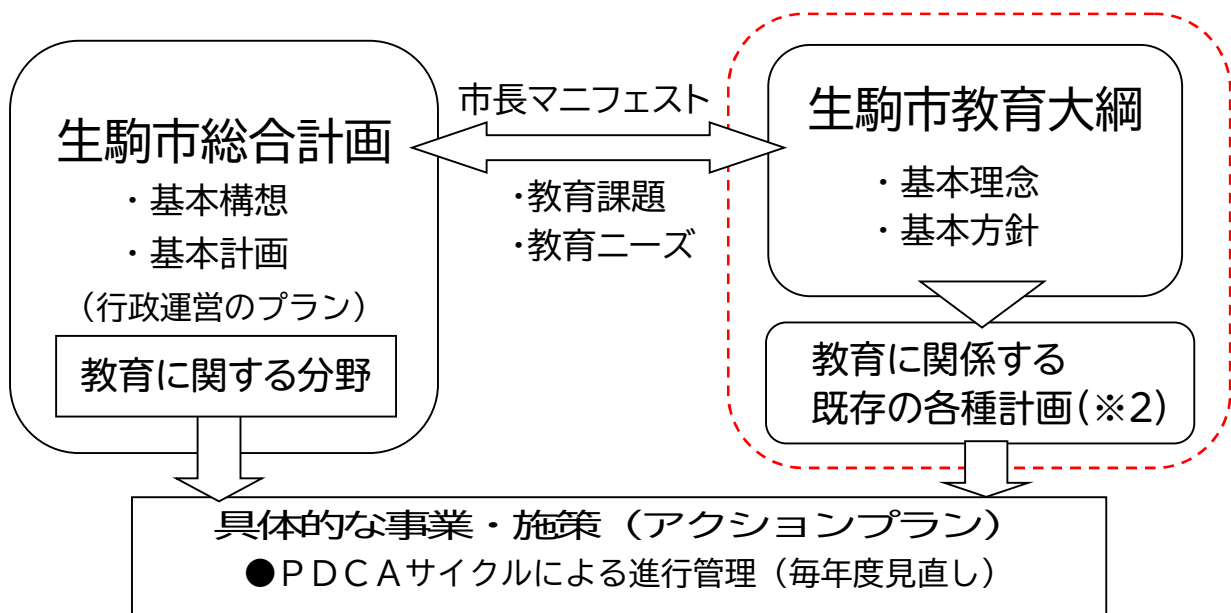 生駒市総合計画
・基本構想
・基本計画
（行政運営のプラン）
教育に関する分野
市長マニフェスト
・教育課題
・教育ニーズ
生駒市教育大綱
・基本理念
・基本方針
教育に関係する
既存の各種計画（※２）
具体的な事業・施策（アクションプラン）
●ＰＤＣＡサイクルによる進行管理（毎年度見直し）